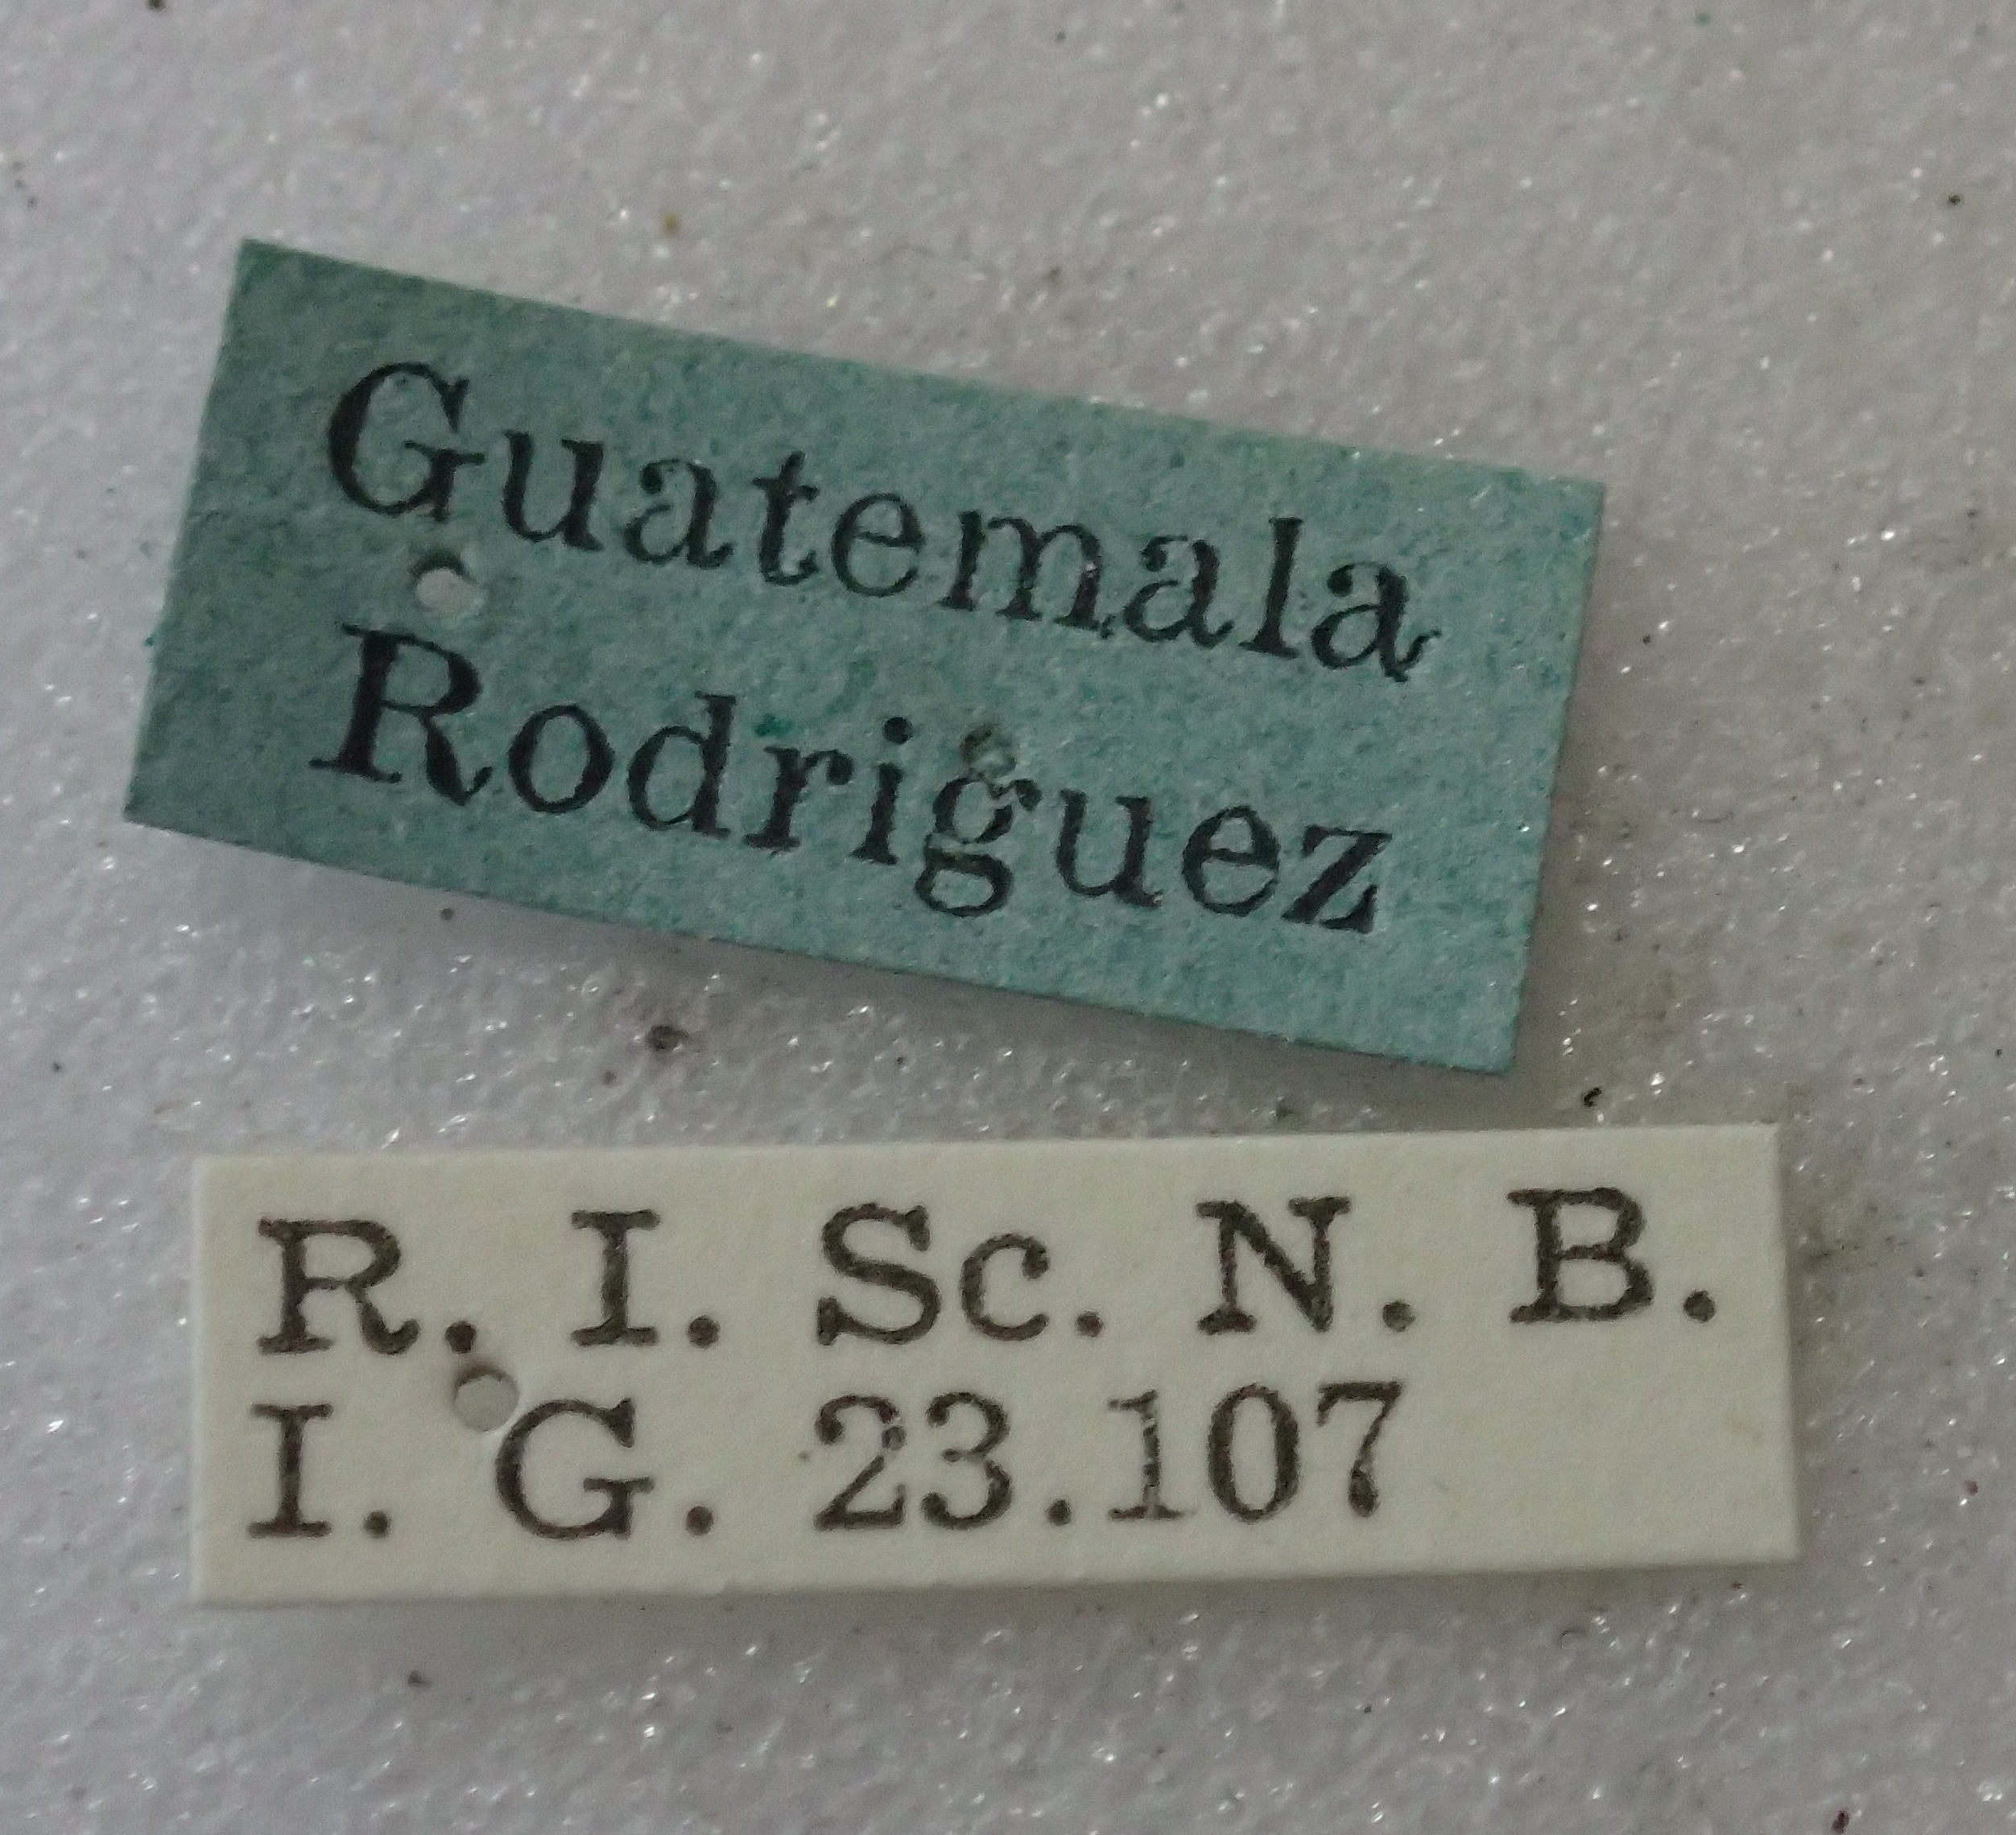 Guatemala
Rodriguez
R. I. Sc. N. B.
I. G. 23.107